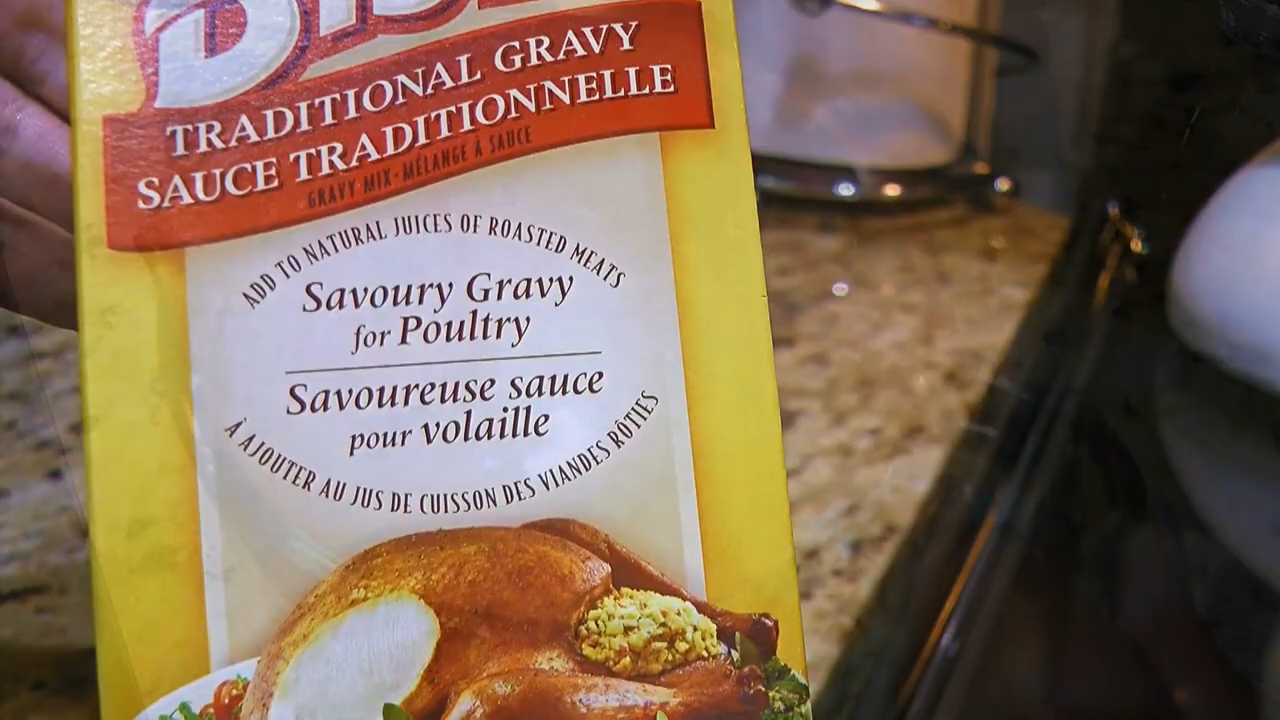 TRADITIONAL GRAVY
SAUCE TRADITIONNELLE
GRAVY MIX · MÉLANGE À SAUCE
ADD TO NATURAL JUICES OF ROASTED MEATS
Savoury Gravy
for Poultry
Savoureuse sauce
pour volaille
À AJOUTER AU JUS DE CUISSON DES VIANDES RÔTIES